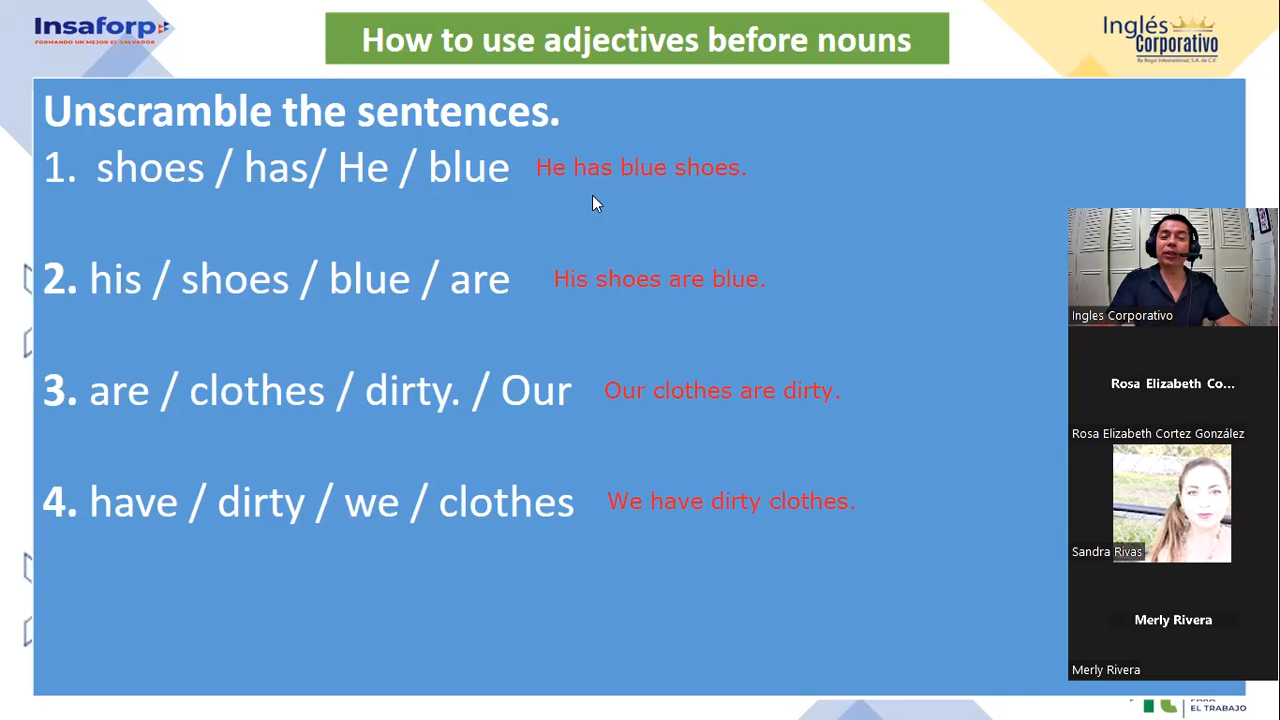 Insaforp
FORMANDO UN MEJOR EL SALVADOR
How to use adjectives before nouns
Inglés
Corporativo
By Regal International, S.A. de C.V.
Unscramble the sentences.
1. shoes / has/ He / blue He has blue shoes.
2. his / shoes / blue / are His shoes are blue.
3. are / clothes / dirty. / Our Our clothes are dirty.
4. have / dirty / we / clothes We have dirty clothes.
Ingles Corporativo
Rosa Elizabeth Co...
Rosa Elizabeth Cortez González
Sandra Rivas
Merly Rivera
Merly Rivera
EL TRABAJO